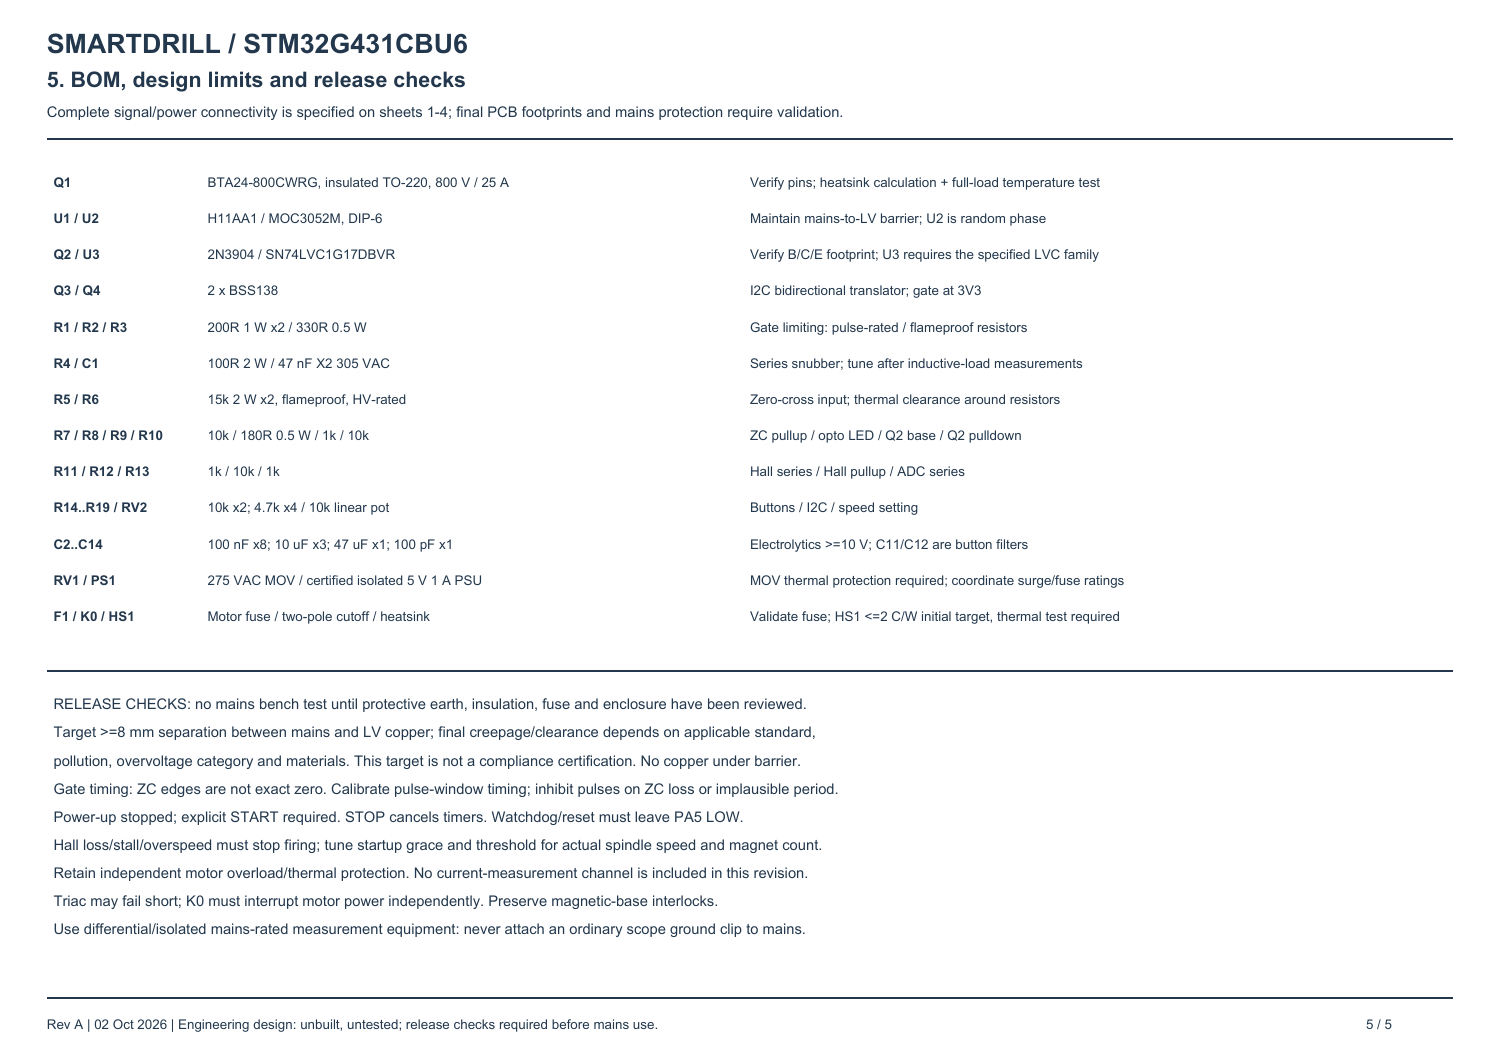 SMARTDRILL / STM32G431CBU6
5. BOM, design limits and release checks
Complete signal/power connectivity is specified on sheets 1-4; final PCB footprints and mains protection require validation.
Q1 BTA24-800CWRG, insulated TO-220, 800 V / 25 A Verify pins; heatsink calculation + full-load temperature test
U1 / U2 H11AA1 / MOC3052M, DIP-6 Maintain mains-to-LV barrier; U2 is random phase
Q2 / U3 2N3904 / SN74LVC1G17DBVR Verify B/C/E footprint; U3 requires the specified LVC family
Q3 / Q4 2 x BSS138 I2C bidirectional translator; gate at 3V3
R1 / R2 / R3 200R 1 W x2 / 330R 0.5 W Gate limiting: pulse-rated / flameproof resistors
R4 / C1 100R 2 W / 47 nF X2 305 VAC Series snubber; tune after inductive-load measurements
R5 / R6 15k 2 W x2, flameproof, HV-rated Zero-cross input; thermal clearance around resistors
R7 / R8 / R9 / R10 10k / 180R 0.5 W / 1k / 10k ZC pullup / opto LED / Q2 base / Q2 pulldown
R11 / R12 / R13 1k / 10k / 1k Hall series / Hall pullup / ADC series
R14..R19 / RV2 10k x2; 4.7k x4 / 10k linear pot Buttons / I2C / speed setting
C2..C14 100 nF x8; 10 uF x3; 47 uF x1; 100 pF x1 Electrolytics >=10 V; C11/C12 are button filters
RV1 / PS1 275 VAC MOV / certified isolated 5 V 1 A PSU MOV thermal protection required; coordinate surge/fuse ratings
F1 / K0 / HS1 Motor fuse / two-pole cutoff / heatsink Validate fuse; HS1 <=2 C/W initial target, thermal test required
RELEASE CHECKS: no mains bench test until protective earth, insulation, fuse and enclosure have been reviewed.
Target >=8 mm separation between mains and LV copper; final creepage/clearance depends on applicable standard,
pollution, overvoltage category and materials. This target is not a compliance certification. No copper under barrier.
Gate timing: ZC edges are not exact zero. Calibrate pulse-window timing; inhibit pulses on ZC loss or implausible period.
Power-up stopped; explicit START required. STOP cancels timers. Watchdog/reset must leave PA5 LOW.
Hall loss/stall/overspeed must stop firing; tune startup grace and threshold for actual spindle speed and magnet count.
Retain independent motor overload/thermal protection. No current-measurement channel is included in this revision.
Triac may fail short; K0 must interrupt motor power independently. Preserve magnetic-base interlocks.
Use differential/isolated mains-rated measurement equipment: never attach an ordinary scope ground clip to mains.
Rev A | 02 Oct 2026 | Engineering design: unbuilt, untested; release checks required before mains use. 5 / 5